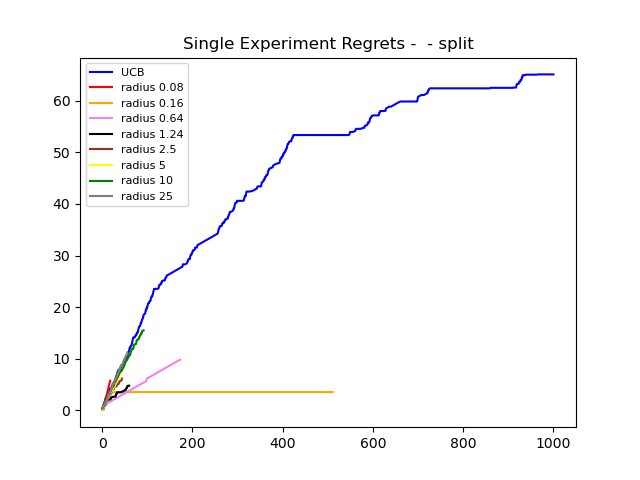 Single Experiment Regrets -  - split
UCB
radius 0.08
radius 0.16
radius 0.64
radius 1.24
radius 2.5
radius 5
radius 10
radius 25
60
50
40
30
20
10
0
0 200 400 600 800 1000